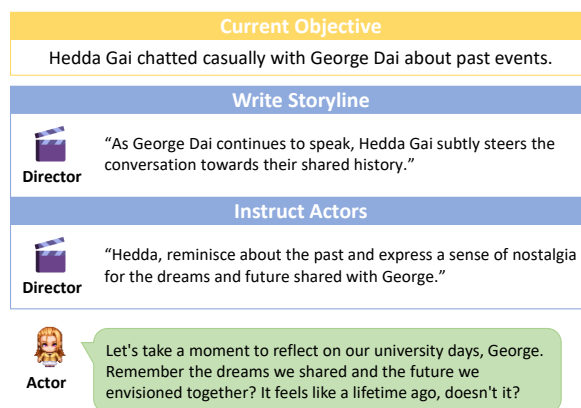 Current Objective
Hedda Gai chatted casually with George Dai about past events.
Write Storyline
“As George Dai continues to speak, Hedda Gai subtly steers the
conversation towards their shared history.”
Director
Instruct Actors
“Hedda, reminisce about the past and express a sense of nostalgia
for the dreams and future shared with George.”
Director
Let's take a moment to reflect on our university days, George.
Remember the dreams we shared and the future we
envisioned together? It feels like a lifetime ago, doesn't it?
Actor